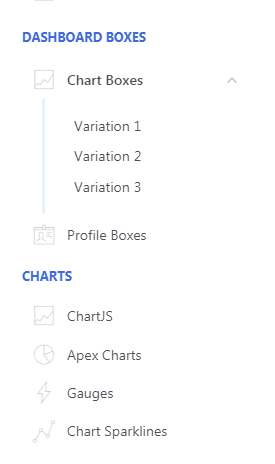 DASHBOARD BOXES
Chart Boxes
Variation 1
Variation 2
Variation 3
Profile Boxes
CHARTS
ChartJS
Apex Charts
Gauges
Chart Sparklines